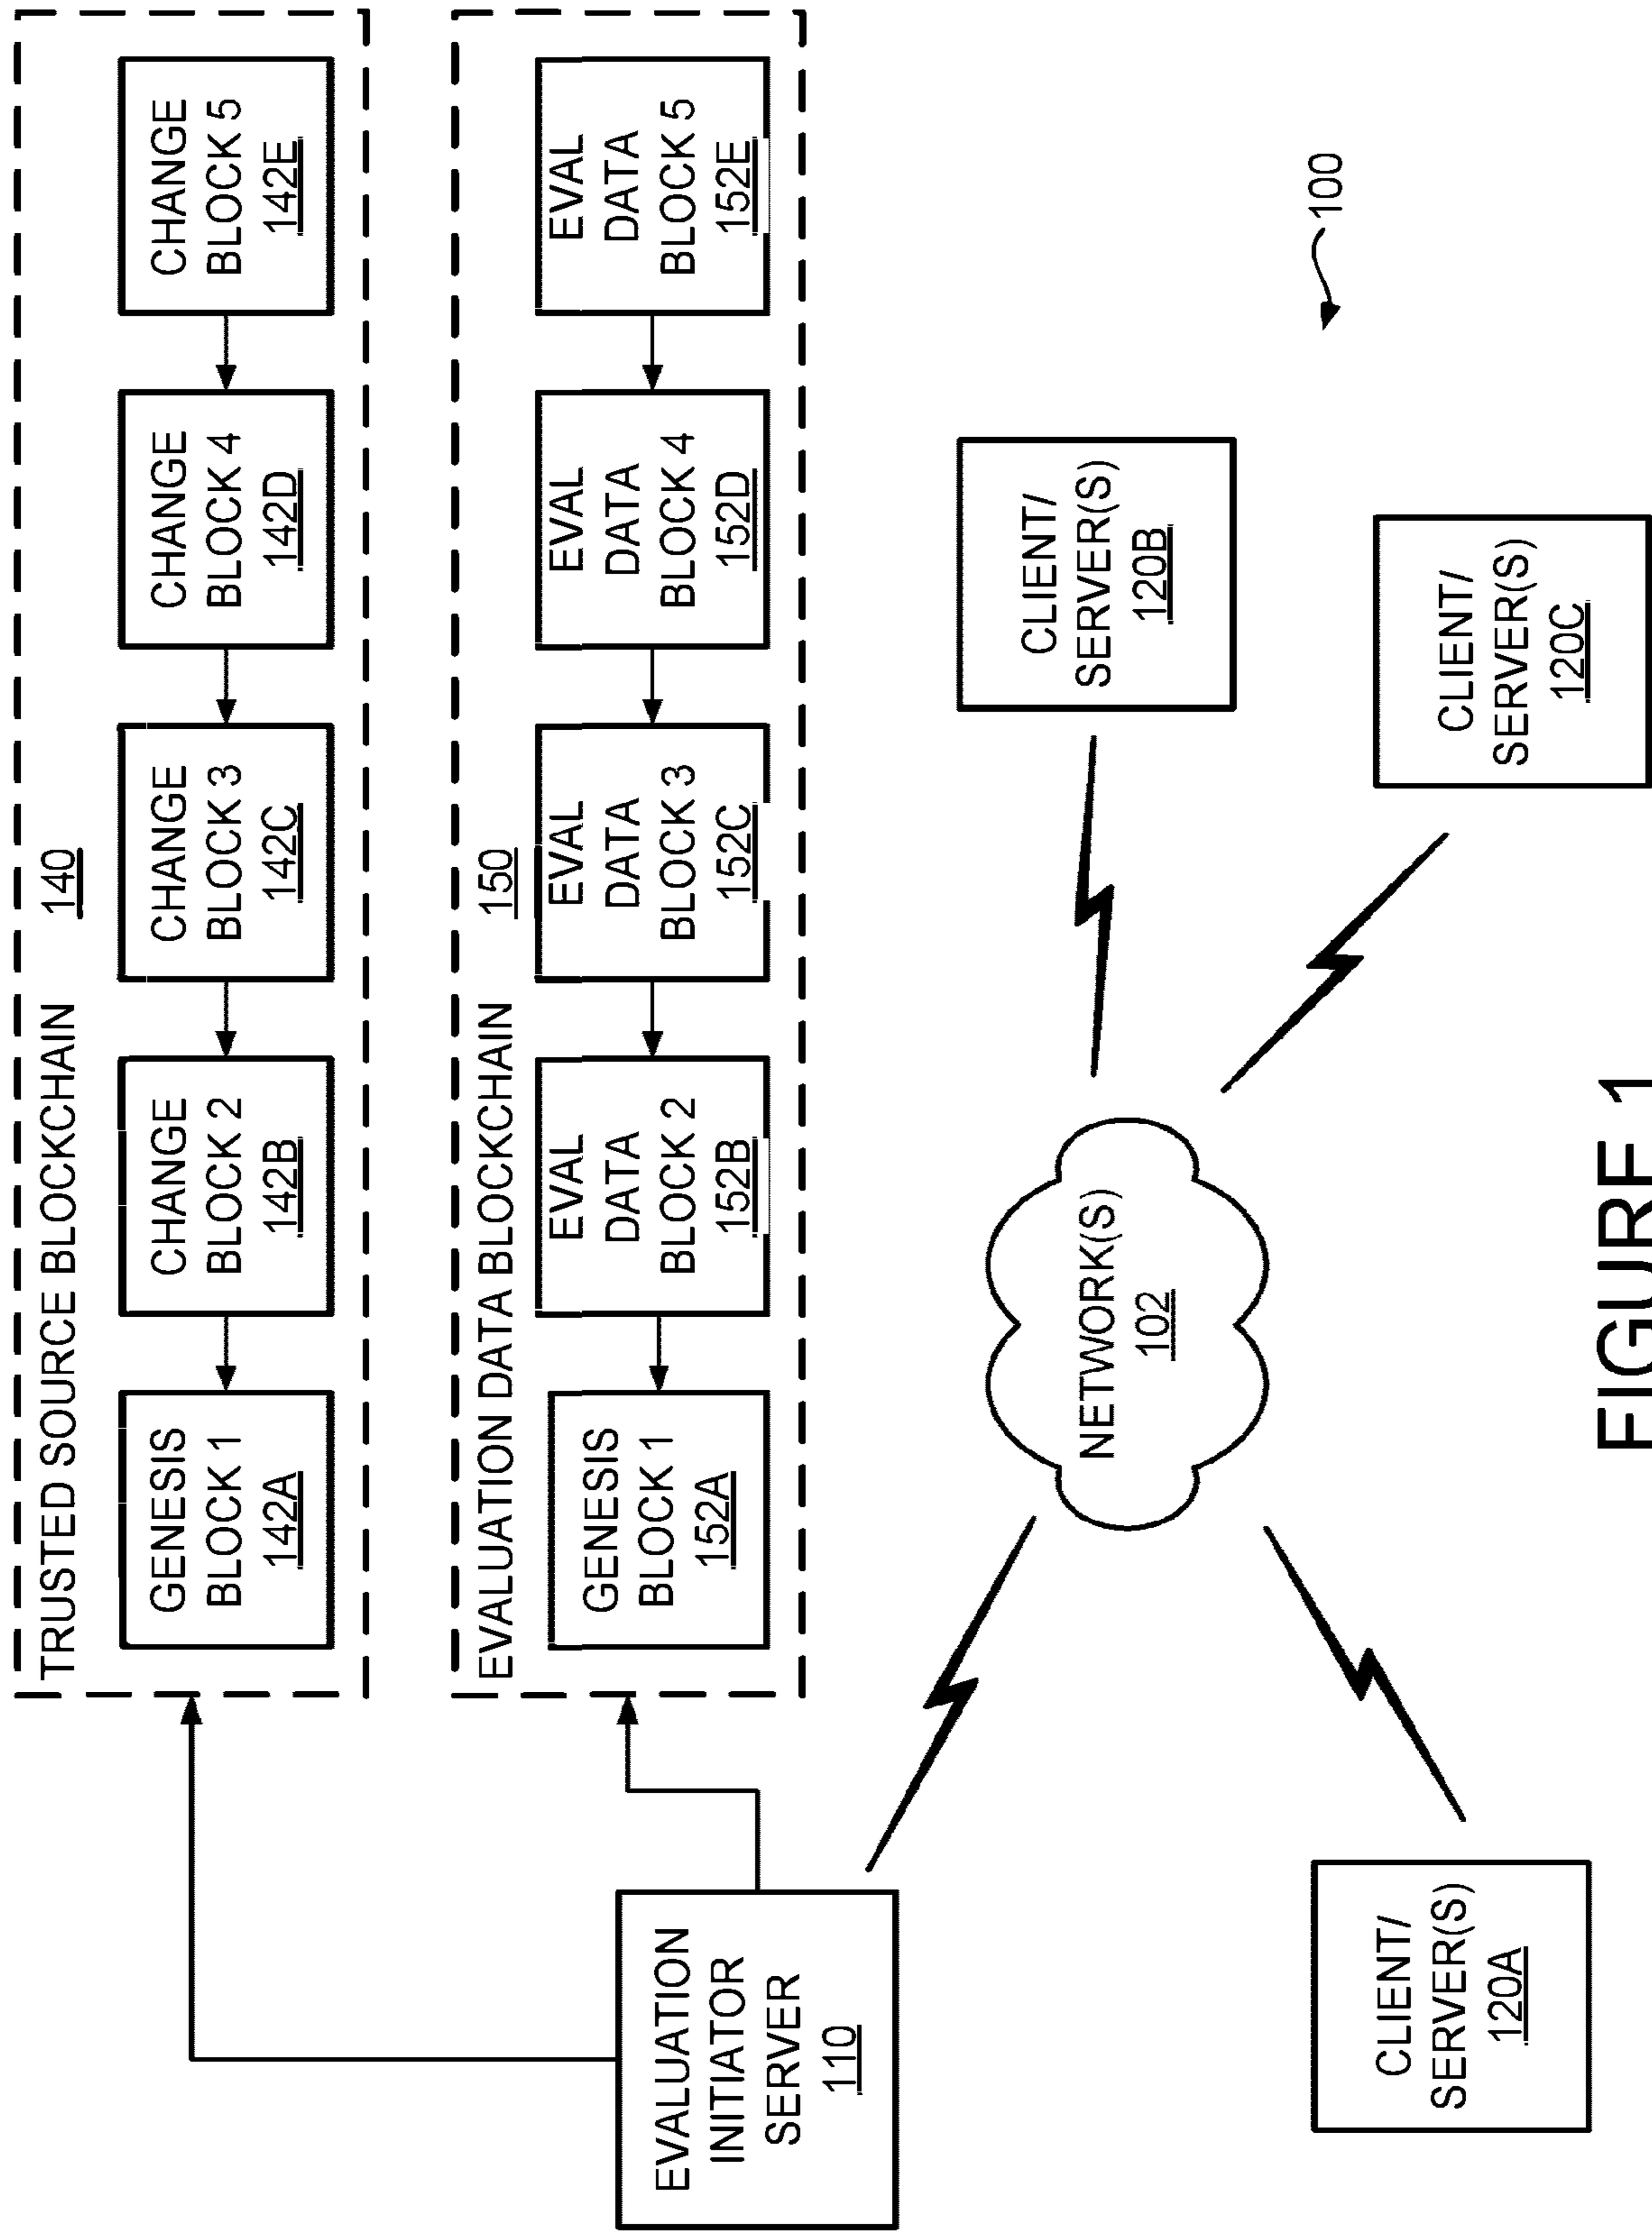 TRUSTED SOURCE BLOCKCHAIN 140
GENESIS
BLOCK 1
142A
CHANGE
BLOCK 2
142B
CHANGE
BLOCK 3
142C
CHANGE
BLOCK 4
142D
CHANGE
BLOCK 5
142E
EVALUATION DATA BLOCKCHAIN 150
GENESIS
BLOCK 1
152A
EVAL
DATA
BLOCK 2
152B
EVAL
DATA
BLOCK 3
152C
EVAL
DATA
BLOCK 4
152D
EVAL
DATA
BLOCK 5
152E
EVALUATION
INITIATOR
SERVER
110
NETWORK(S)
102
CLIENT/
SERVER(S)
120B
CLIENT/
SERVER(S)
120C
CLIENT/
SERVER(S)
120A
100
FIGURE 1